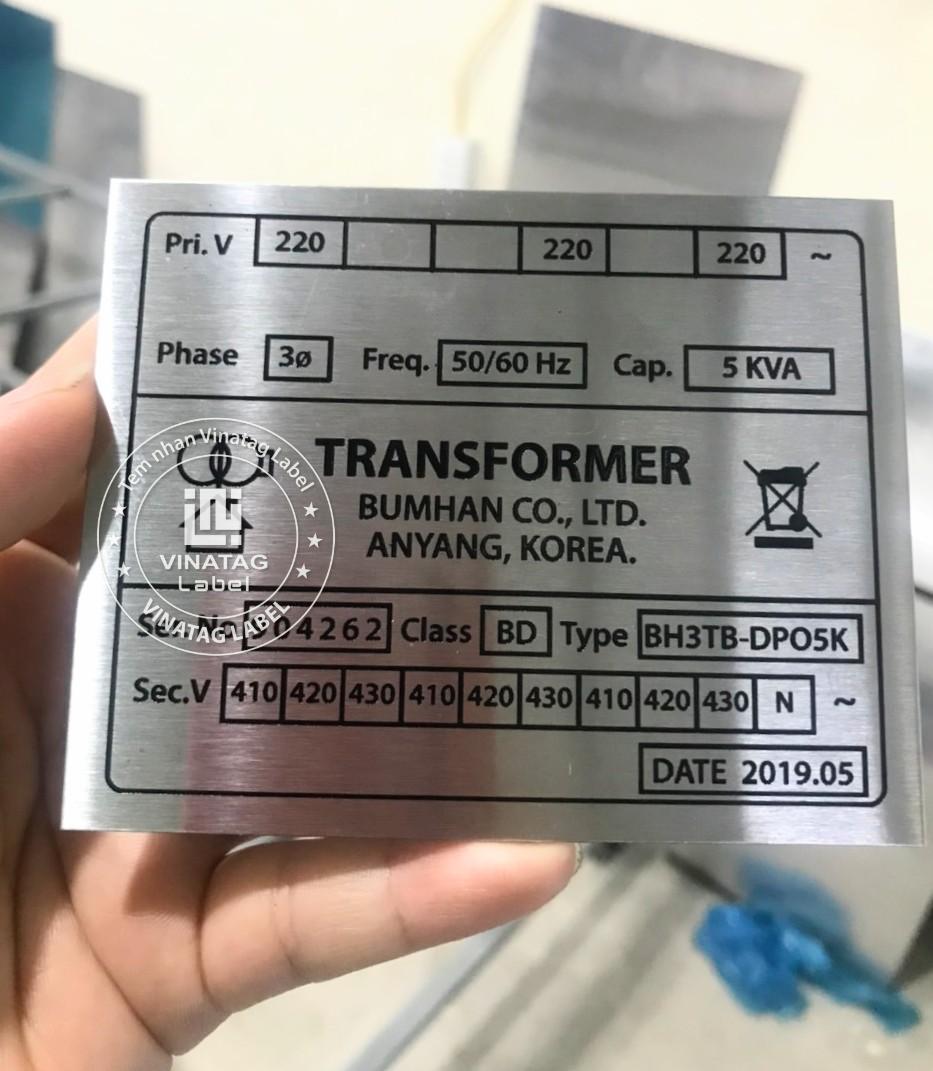 Pri. V 220 220 220 ~
Phase 3ø Freq. 50/60 Hz Cap. 5 KVA
TRANSFORMER
BUMHAN CO., LTD.
ANYANG, KOREA.
Tem nhan Vinatag Label
VINATAG
Label
VINATAG LABEL
04262 Class BD Type BH3TB-DPO5K
Sec.V 410 420 430 410 420 430 410 420 430 N ~
DATE 2019.05